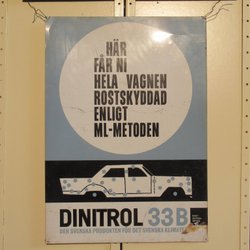 HÄR
FÅR NI
HELA VAGNEN
ROSTSKYDDAD
ENLIGT
ML-METODEN
DINITROL 33B
DEN SVENSKA PRODUKTEN FÖR DET SVENSKA KLIMATET